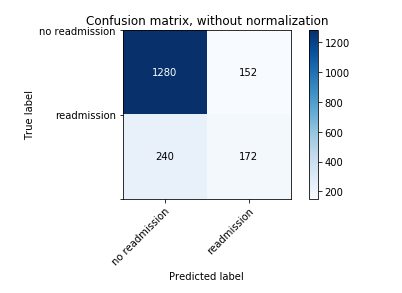 Confusion matrix, without normalization
no readmission
readmission
True label
1280
152
240
172
no readmission
readmission
Predicted label
1200
1000
800
600
400
200